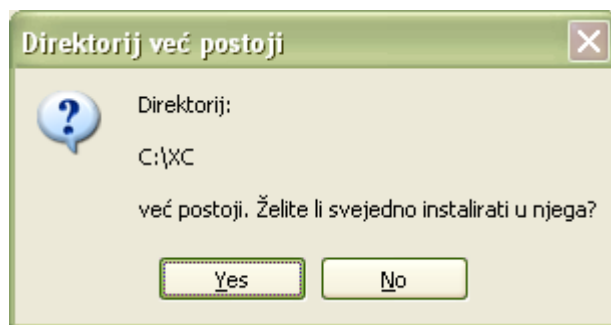 Direktorij već postoji
Direktorij:
C:\XC
već postoji. Želite li svejedno instalirati u njega?
Yes No